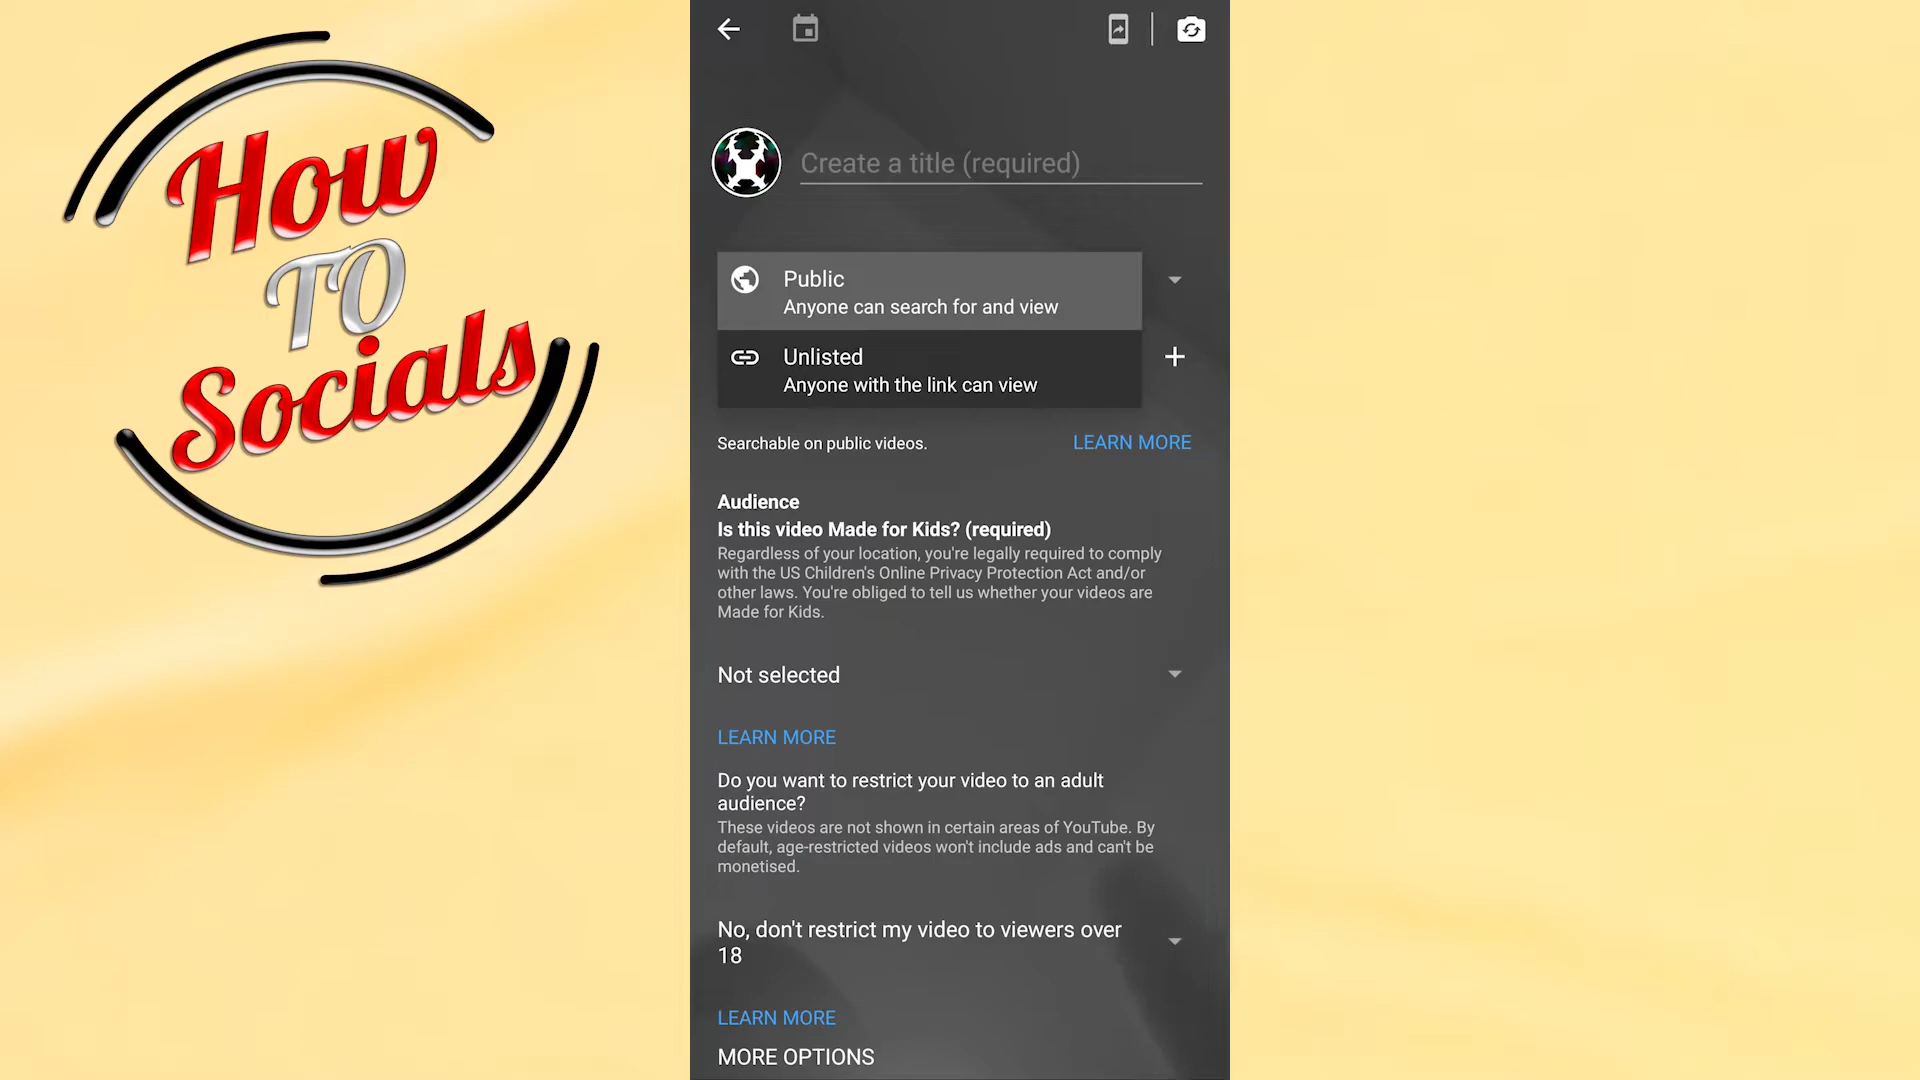 How
TO
Socials
Create a title (required)
Public
Anyone can search for and view
Unlisted
Anyone with the link can view
Searchable on public videos.
LEARN MORE
Audience
Is this video Made for Kids? (required)
Regardless of your location, you're legally required to comply
with the US Children's Online Privacy Protection Act and/or
other laws. You're obliged to tell us whether your videos are
Made for Kids.
Not selected
LEARN MORE
Do you want to restrict your video to an adult
audience?
These videos are not shown in certain areas of YouTube. By
default, age-restricted videos won't include ads and can't be
monetised.
No, don't restrict my video to viewers over
18
LEARN MORE
MORE OPTIONS